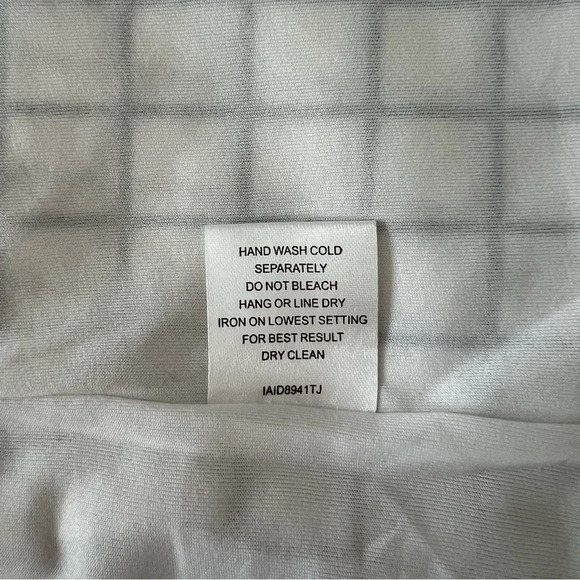 HAND WASH COLD
SEPARATELY
DO NOT BLEACH
HANG OR LINE DRY
IRON ON LOWEST SETTING
FOR BEST RESULT
DRY CLEAN
IAID8941TJ